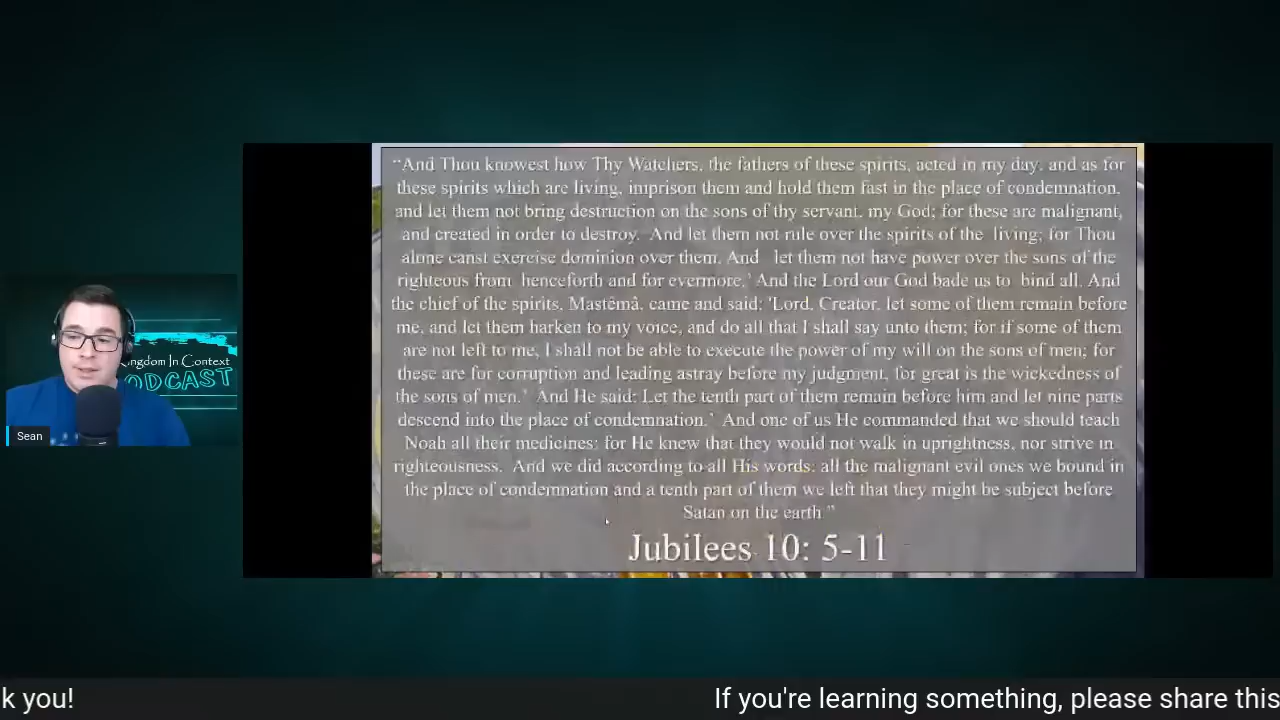 “And Thou knowest how Thy Watchers, the fathers of these spirits, acted in my day, and as for
these spirits which are living, imprison them and hold them fast in the place of condemnation,
and let them not bring destruction on the sons of thy servant, my God; for these are malignant,
and created in order to destroy. And let them not rule over the spirits of the living; for Thou
alone canst exercise dominion over them. And let them not have power over the sons of the
righteous from henceforth and for evermore.' And the Lord our God bade us to bind all. And
the chief of the spirits, Mastêmâ, came and said: 'Lord, Creator, let some of them remain before
me, and let them harken to my voice, and do all that I shall say unto them; for if some of them
are not left to me, I shall not be able to execute the power of my will on the sons of men; for
these are for corruption and leading astray before my judgment, for great is the wickedness of
the sons of men.' And He said: Let the tenth part of them remain before him and let nine parts
descend into the place of condemnation.' And one of us He commanded that we should teach
Noah all their medicines; for He knew that they would not walk in uprightness, nor strive in
righteousness. And we did according to all His words: all the malignant evil ones we bound in
the place of condemnation and a tenth part of them we left that they might be subject before
Satan on the earth.”
Jubilees 10: 5-11
ngdom In Context
ODCAST
Sean
k you!
If you're learning something, please share this